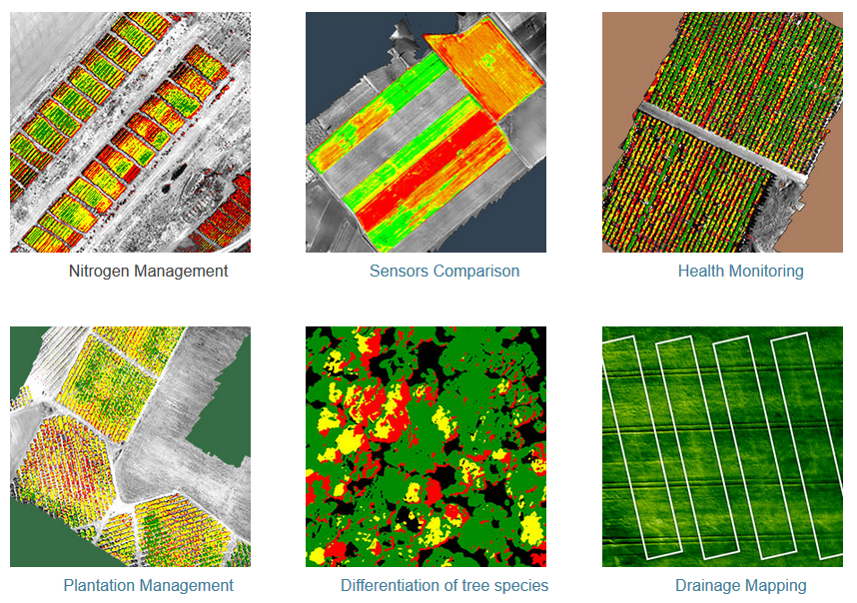 Nitrogen Management
Sensors Comparison
Health Monitoring
Plantation Management
Differentiation of tree species
Drainage Mapping